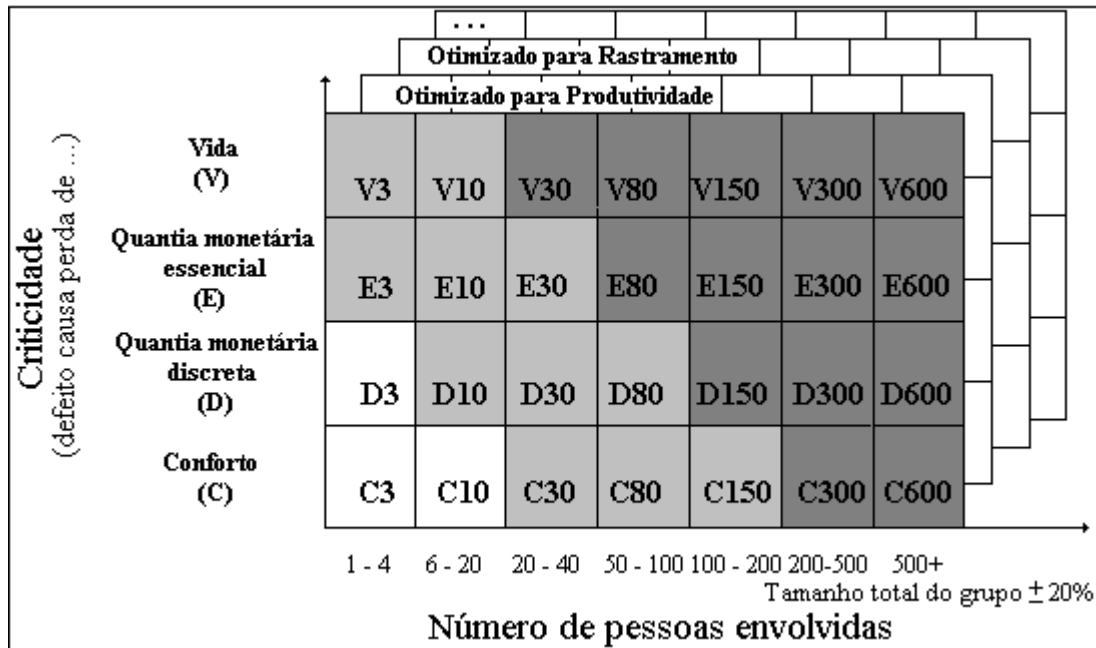 ...
Otimizado para Rastramento
Otimizado para Produtividade
Criticidade
(defeito causa perda de ...)
Vida
(V)
V3 V10 V30 V80 V150 V300 V600
Quantia monetária
essencial
(E)
E3 E10 E30 E80 E150 E300 E600
Quantia monetária
discreta
(D)
D3 D10 D30 D80 D150 D300 D600
Conforto
(C)
C3 C10 C30 C80 C150 C300 C600
1 - 4 6 - 20 20 - 40 50 - 100 100 - 200 200-500 500+
Tamanho total do grupo ±20%
Número de pessoas envolvidas